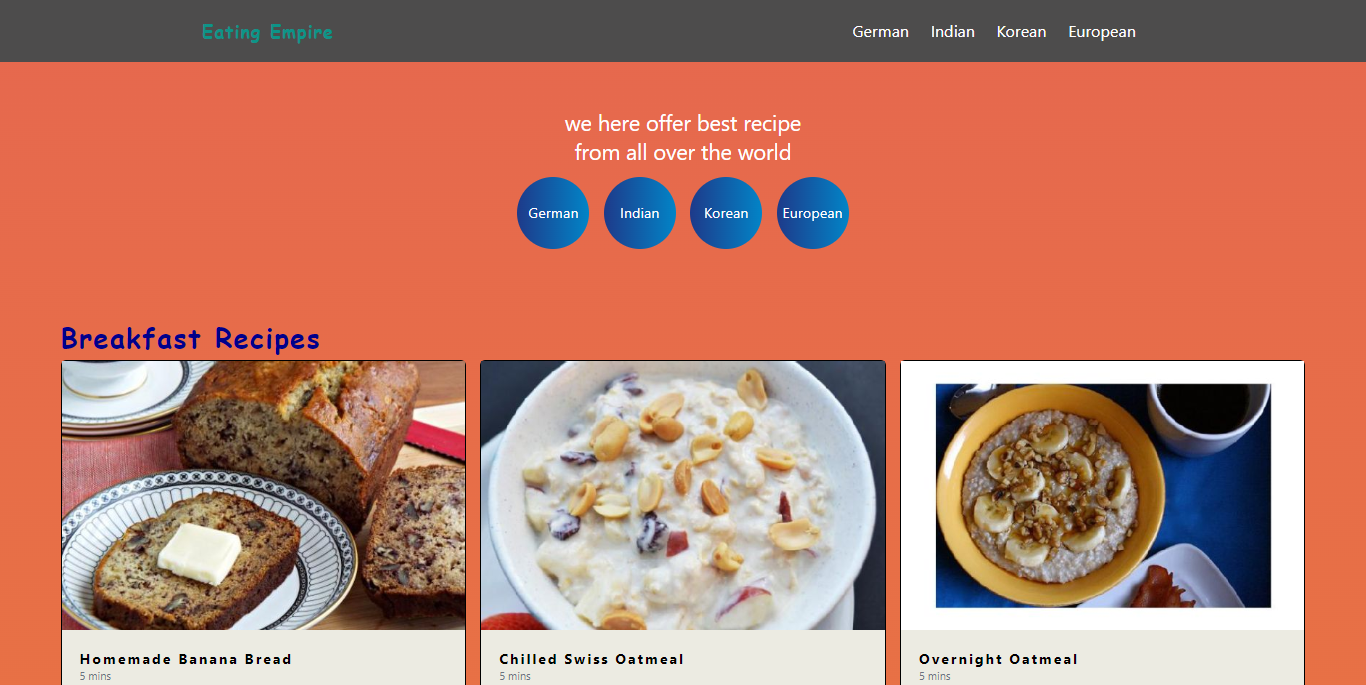 Eating Empire
German Indian Korean European
we here offer best recipe
from all over the world
German Indian Korean European
Breakfast Recipes
Homemade Banana Bread
5 mins
Chilled Swiss Oatmeal
5 mins
Overnight Oatmeal
5 mins